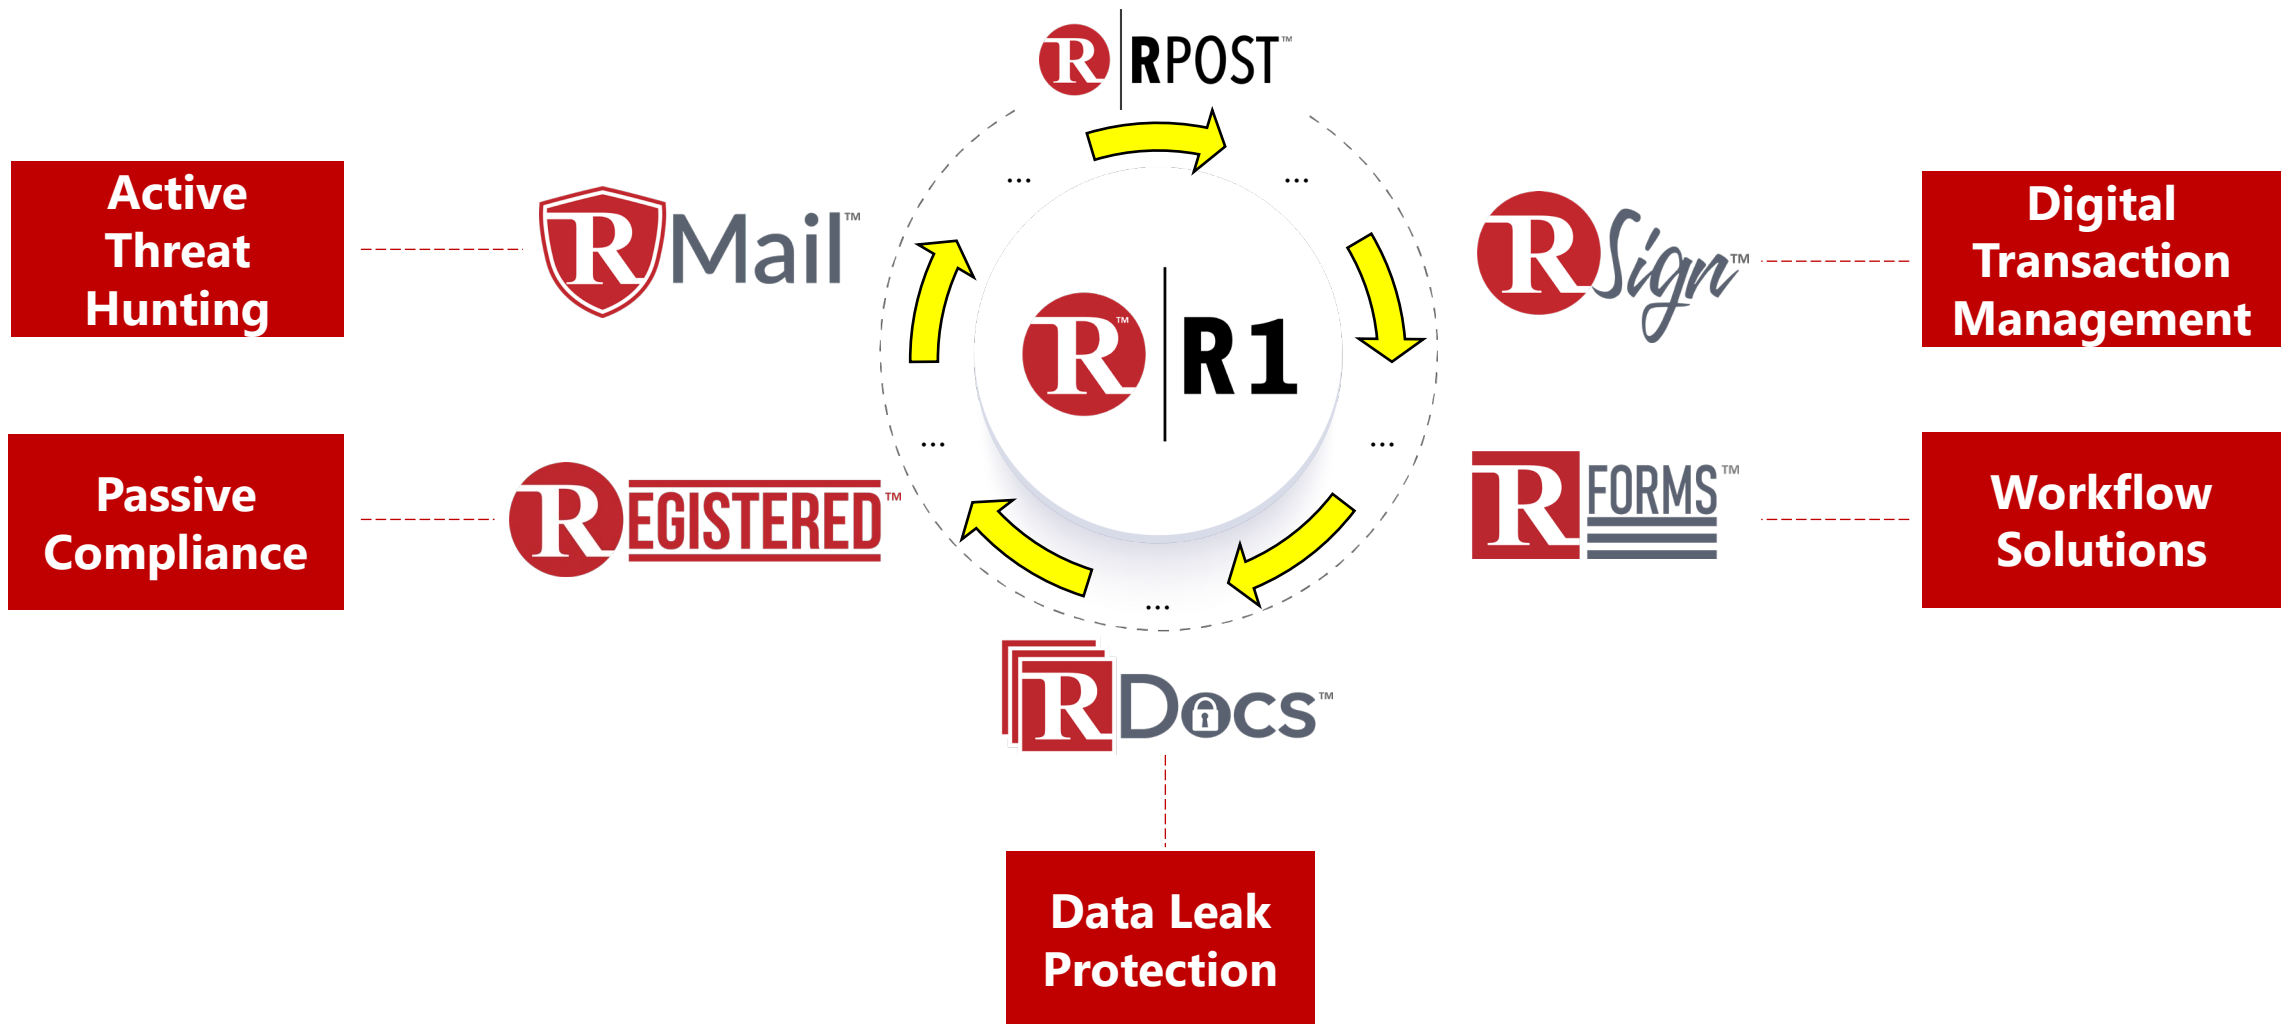 R | RPOST™
Active
Threat
Hunting
RMail™
...
...
RSign™
Digital
Transaction
Management
R™ | R1
Passive
Compliance
REGISTERED™
...
...
RFORMS™
Workflow
Solutions
...
RDocs™
Data Leak
Protection